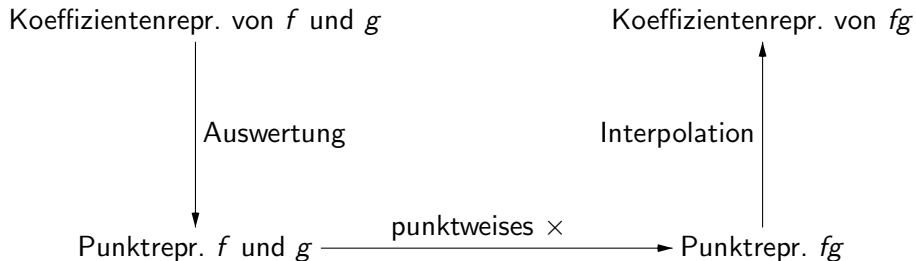 Koeffizientenrepr. von f und g
Koeffizientenrepr. von fg
Auswertung
Interpolation
Punktrepr. f und g
punktweises ×
Punktrepr. fg